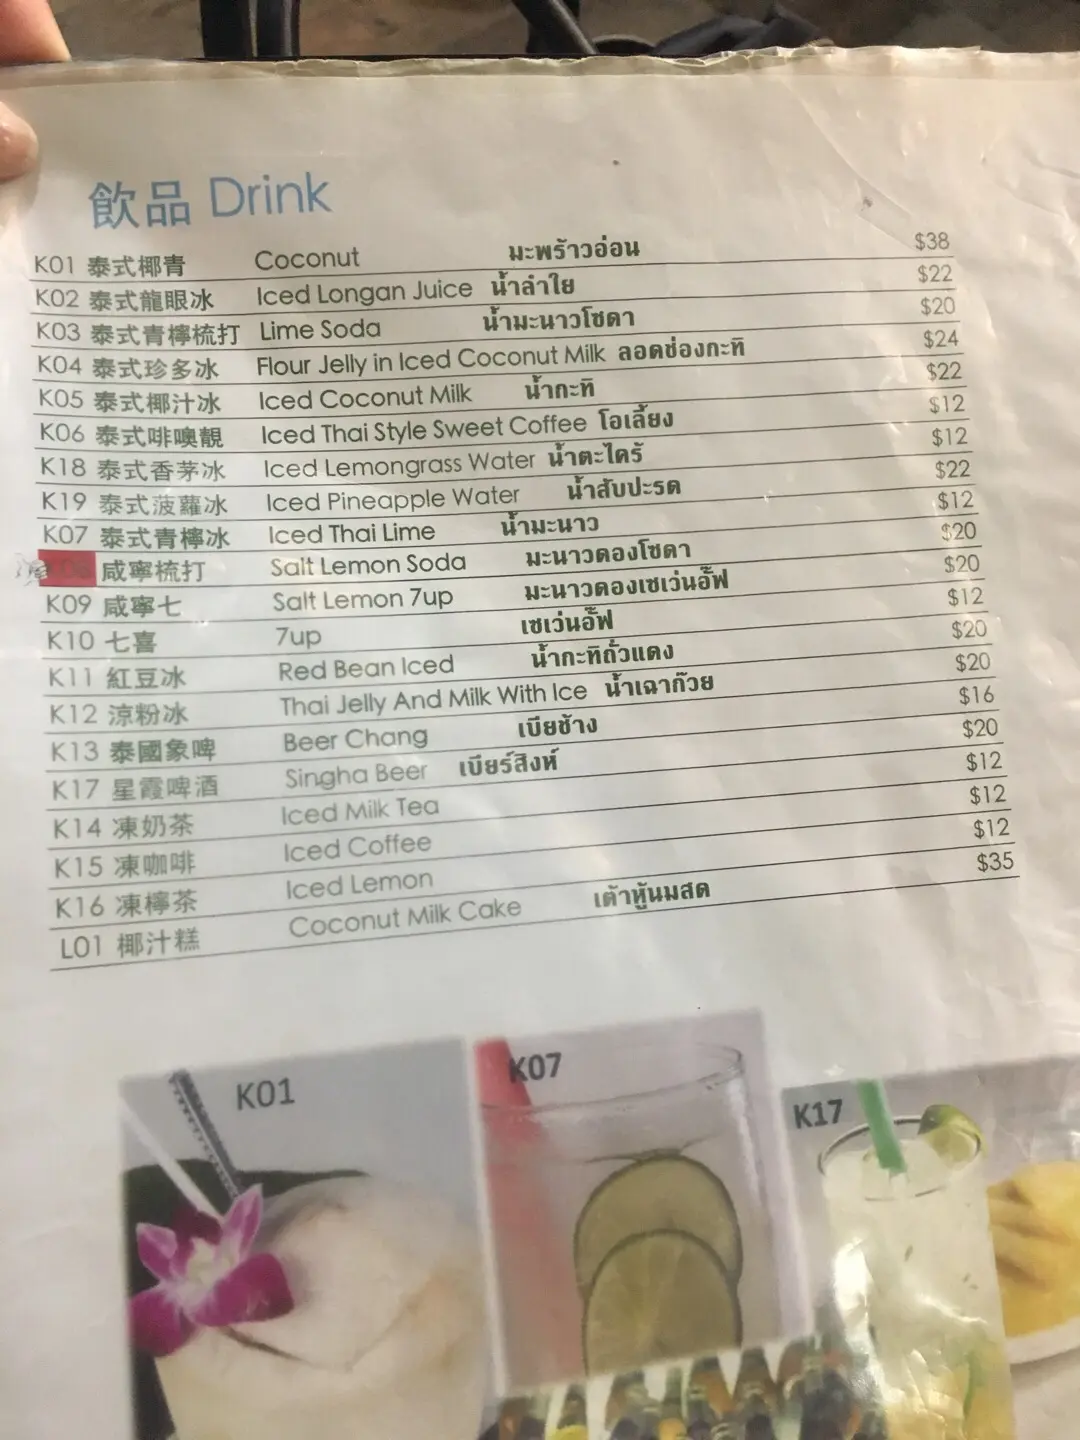 飲品 Drink
K01 泰式椰青 Coconut มะพร้าวอ่อน $38
K02 泰式龍眼冰 Iced Longan Juice น้ำลำใย $22
K03 泰式青檸梳打 Lime Soda น้ำมะนาวโซดา $20
K04 泰式珍多冰 Flour Jelly in Iced Coconut Milk ลอดช่องกะทิ $24
K05 泰式椰汁冰 Iced Coconut Milk น้ำกะทิ $22
K06 泰式啡噢靚 Iced Thai Style Sweet Coffee โอเลี้ยง $12
K18 泰式香茅冰 Iced Lemongrass Water น้ำตะไคร้ $12
K19 泰式菠蘿冰 Iced Pineapple Water น้ำสับปะรด $22
K07 泰式青檸冰 Iced Thai Lime น้ำมะนาว $12
咸寧梳打 Salt Lemon Soda มะนาวดองโซดา $20
K09 咸寧七 Salt Lemon 7up มะนาวดองเซเว่นอั๊ฟ $20
K10 七喜 7up เซเว่นอั๊ฟ $12
K11 紅豆冰 Red Bean Iced น้ำกะทิถั่วแดง $20
K12 涼粉冰 Thai Jelly And Milk With Ice น้ำเฉาก๊วย $20
K13 泰國象啤 Beer Chang เบียช้าง $16
K17 星霞啤酒 Singha Beer เบียร์สิงห์ $20
K14 凍奶茶 Iced Milk Tea $12
K15 凍咖啡 Iced Coffee $12
K16 凍檸茶 Iced Lemon $12
L01 椰汁糕 Coconut Milk Cake เต้าหู้นมสด $35
K01
K07
K17